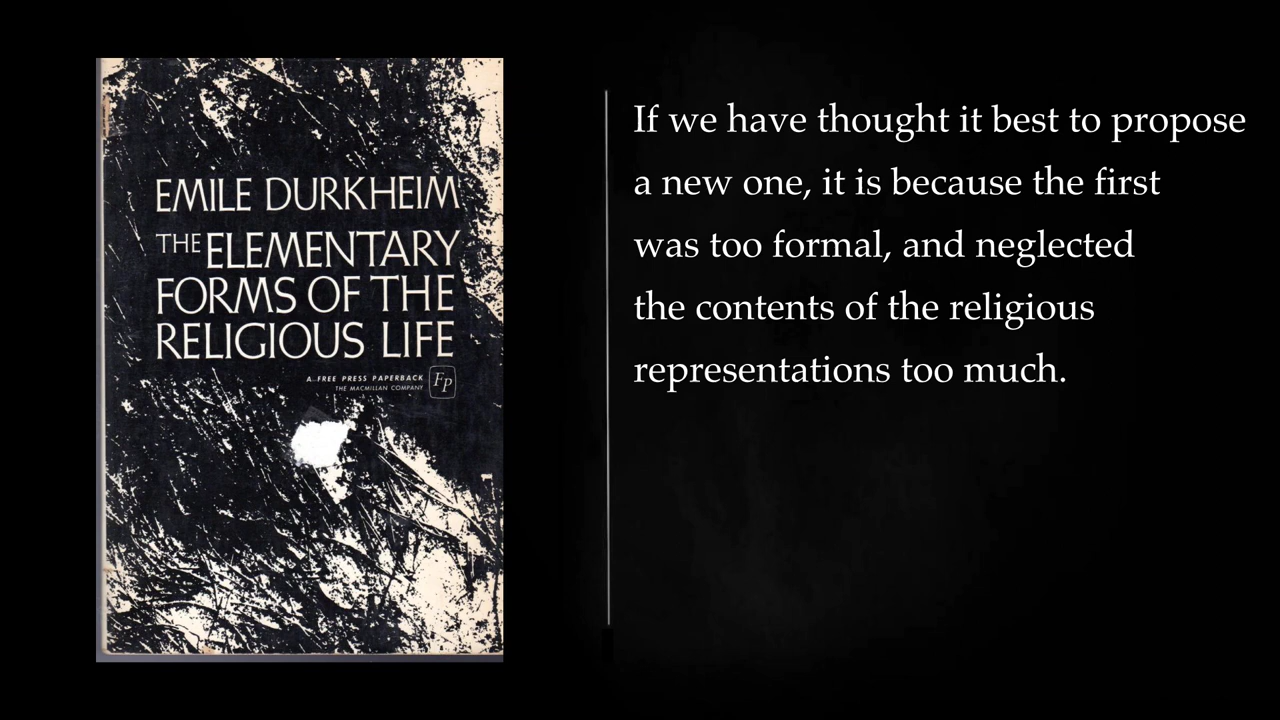 EMILE DURKHEIM
THE ELEMENTARY
FORMS OF THE
RELIGIOUS LIFE
A FREE PRESS PAPERBACK
THE MACMILLAN COMPANY
FP
If we have thought it best to propose
a new one, it is because the first
was too formal, and neglected
the contents of the religious
representations too much.